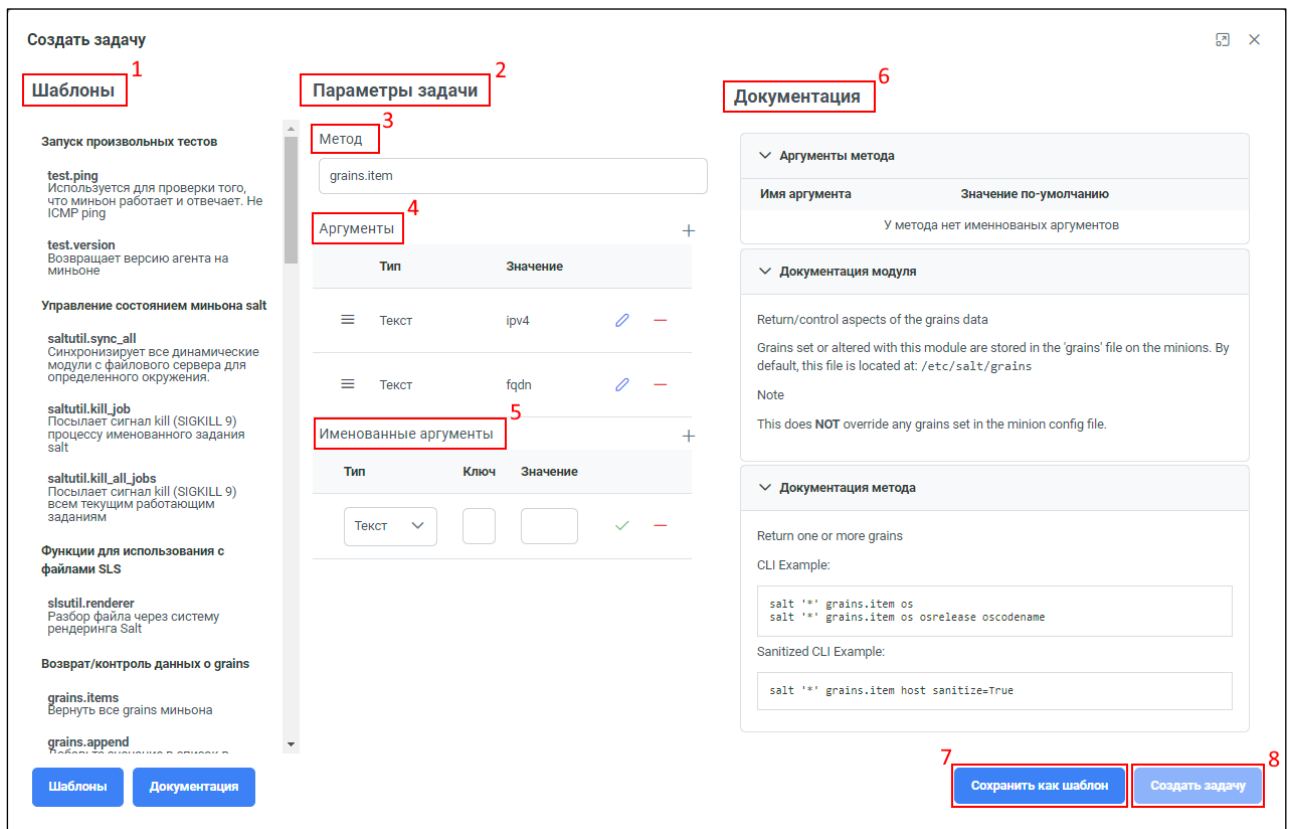 Создать задачу
1
Шаблоны
Запуск произвольных тестов
test.ping
Используется для проверки того,
что миньон работает и отвечает. Не
ICMP ping
test.version
Возвращает версию агента на
миньоне
Управление состоянием миньона salt
saltutil.sync_all
Синхронизирует все динамические
модули с файлового сервера для
определенного окружения.
saltutil.kill_job
Посылает сигнал kill (SIGKILL 9)
процессу именованного задания
salt
saltutil.kill_all_jobs
Посылает сигнал kill (SIGKILL 9)
всем текущим работающим
заданиям
Функции для использования с
файлами SLS
slsutil.renderer
Разбор файла через систему
рендеринга Salt
Возврат/контроль данных о grains
grains.items
Вернуть все grains миньона
grains.append
Шаблоны
Документация
2
Параметры задачи
3
Метод
grains.item
4
Аргументы
Тип Значение
Текст ipv4
Текст fqdn
5
Именованные аргументы
Тип Ключ Значение
Текст
6
Документация
Аргументы метода
Имя аргумента Значение по-умолчанию
У метода нет именнованых аргументов
Документация модуля
Return/control aspects of the grains data
Grains set or altered with this module are stored in the 'grains' file on the minions. By
default, this file is located at: /etc/salt/grains
Note
This does NOT override any grains set in the minion config file.
Документация метода
Return one or more grains
CLI Example:
salt '*' grains.item os
salt '*' grains.item os osrelease oscodename
Sanitized CLI Example:
salt '*' grains.item host sanitize=True
7
Сохранить как шаблон
8
Создать задачу